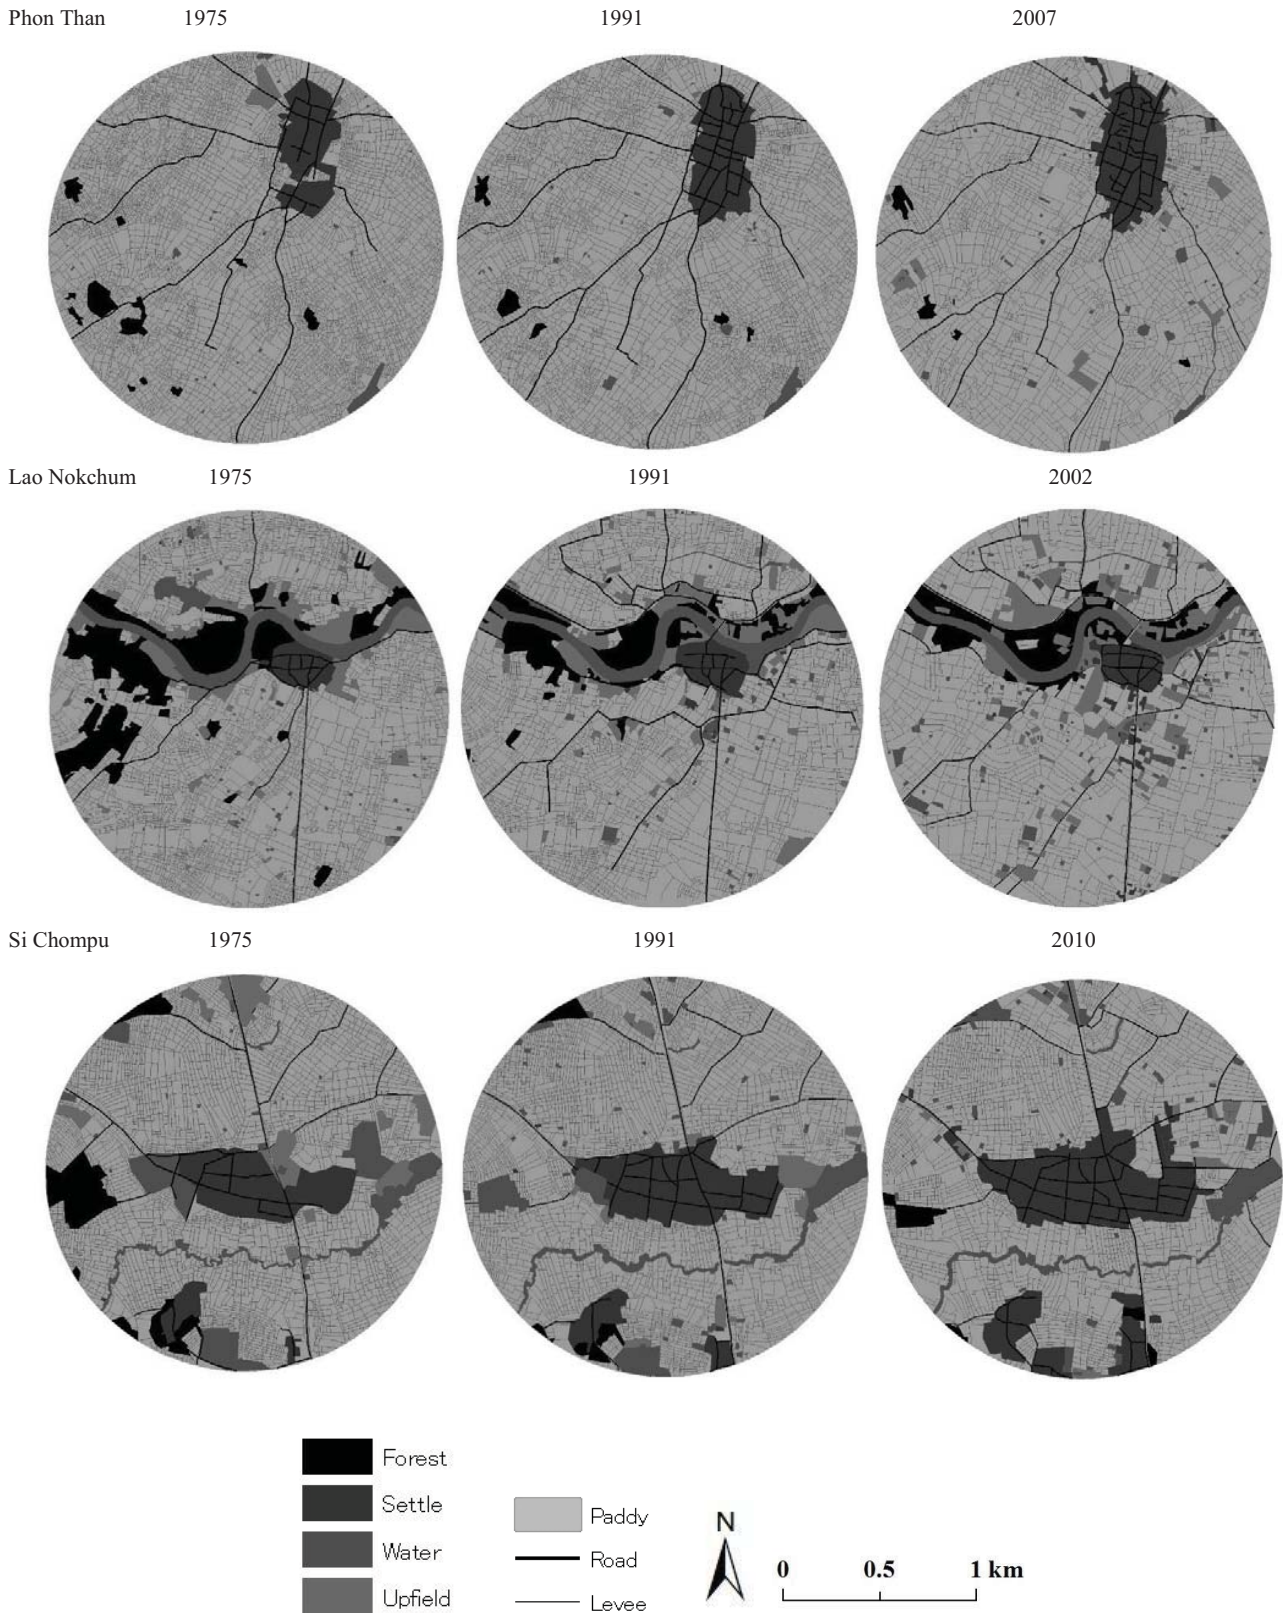 Phon Than 1975 1991 2007
Lao Nokchum 1975 1991 2002
Si Chompu 1975 1991 2010
Forest
Settle
Water
Upfield
Paddy
Road
Levee
N
0 0.5 1 km